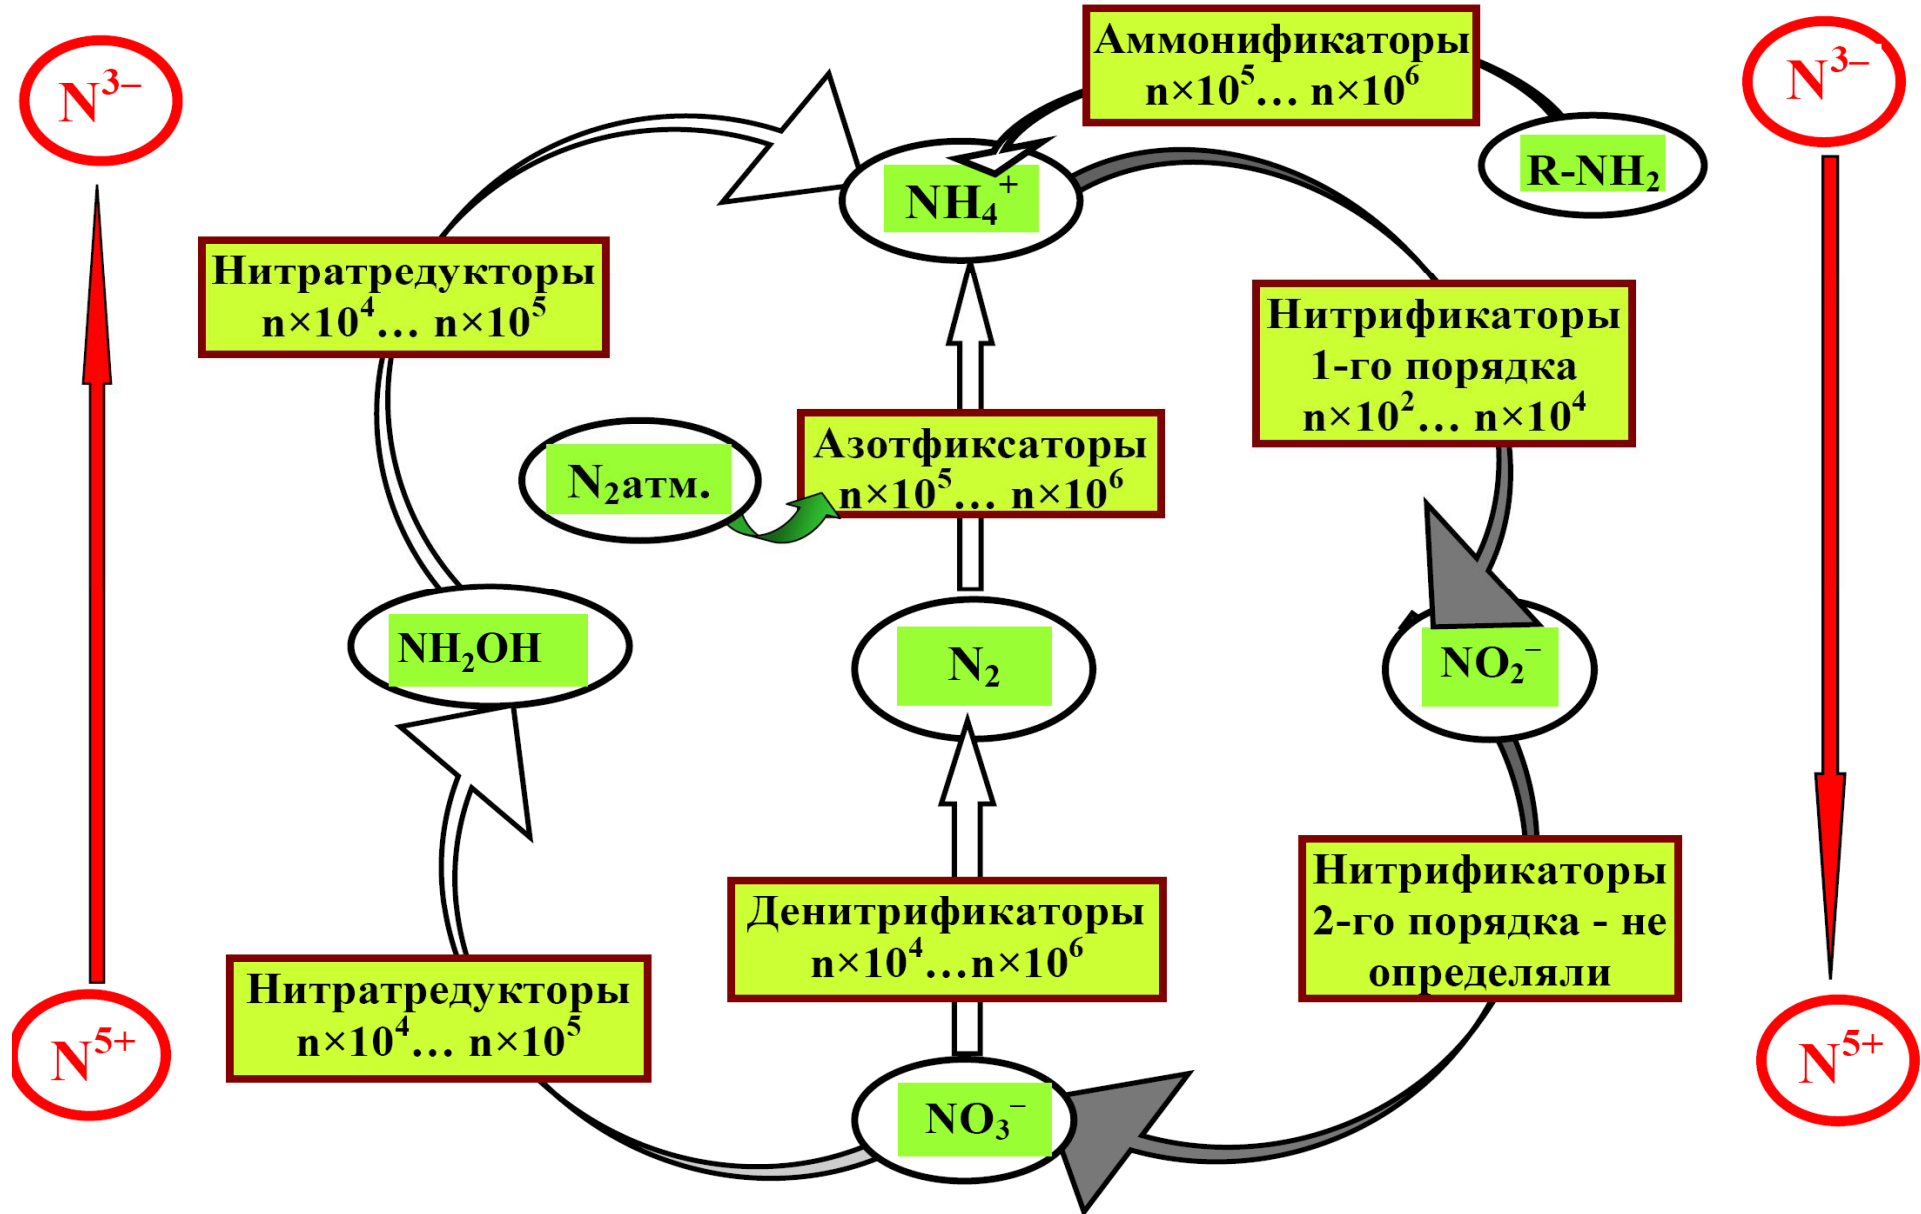 N³⁻
Аммонификаторы
n×10⁵… n×10⁶
N³⁻
R-NH₂
NH₄⁺
Нитратредукторы
n×10⁴… n×10⁵
Нитрификаторы
1-го порядка
n×10²… n×10⁴
N₂атм.
Азотфиксаторы
n×10⁵… n×10⁶
NH₂OH
N₂
NO₂⁻
Нитратредукторы
n×10⁴… n×10⁵
Денитрификаторы
n×10⁴…n×10⁶
Нитрификаторы
2-го порядка - не
определяли
N⁵⁺
NO₃⁻
N⁵⁺